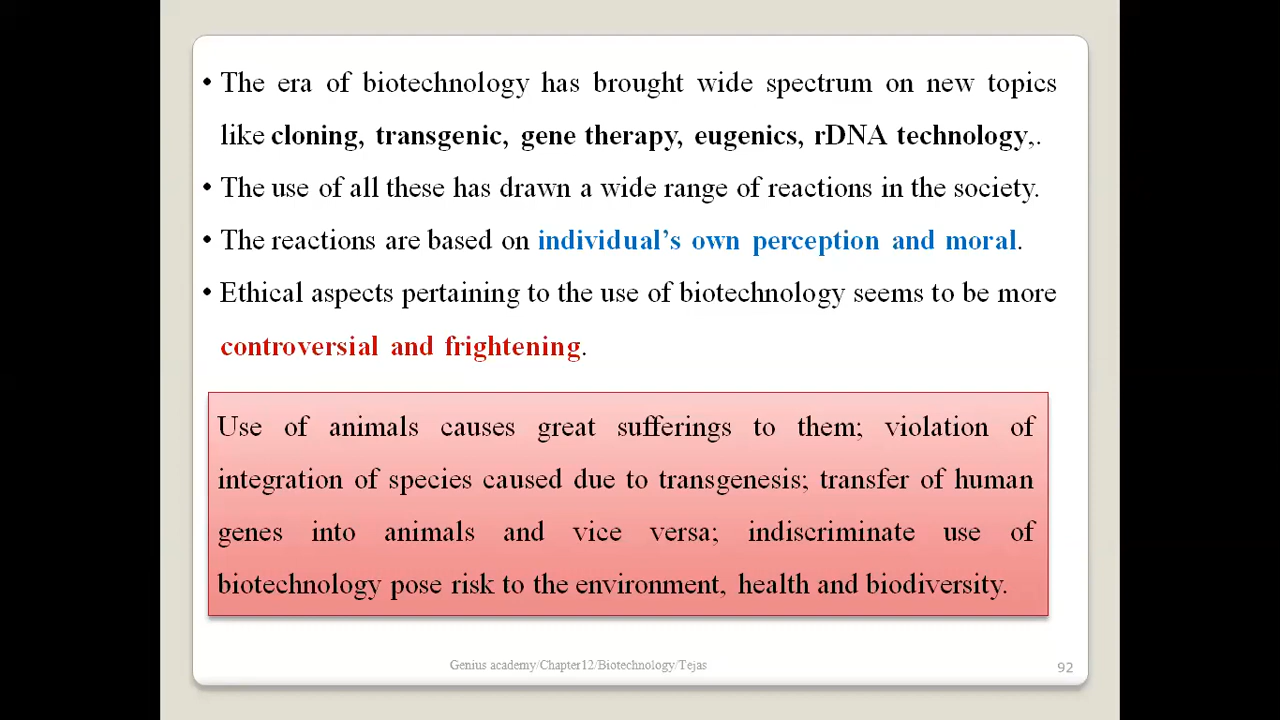 • The era of biotechnology has brought wide spectrum on new topics
like cloning, transgenic, gene therapy, eugenics, rDNA technology,.
• The use of all these has drawn a wide range of reactions in the society.
• The reactions are based on individual’s own perception and moral.
• Ethical aspects pertaining to the use of biotechnology seems to be more
controversial and frightening.
Use of animals causes great sufferings to them; violation of
integration of species caused due to transgenesis; transfer of human
genes into animals and vice versa; indiscriminate use of
biotechnology pose risk to the environment, health and biodiversity.
Genius academy/Chapter12/Biotechnology/Tejas
92